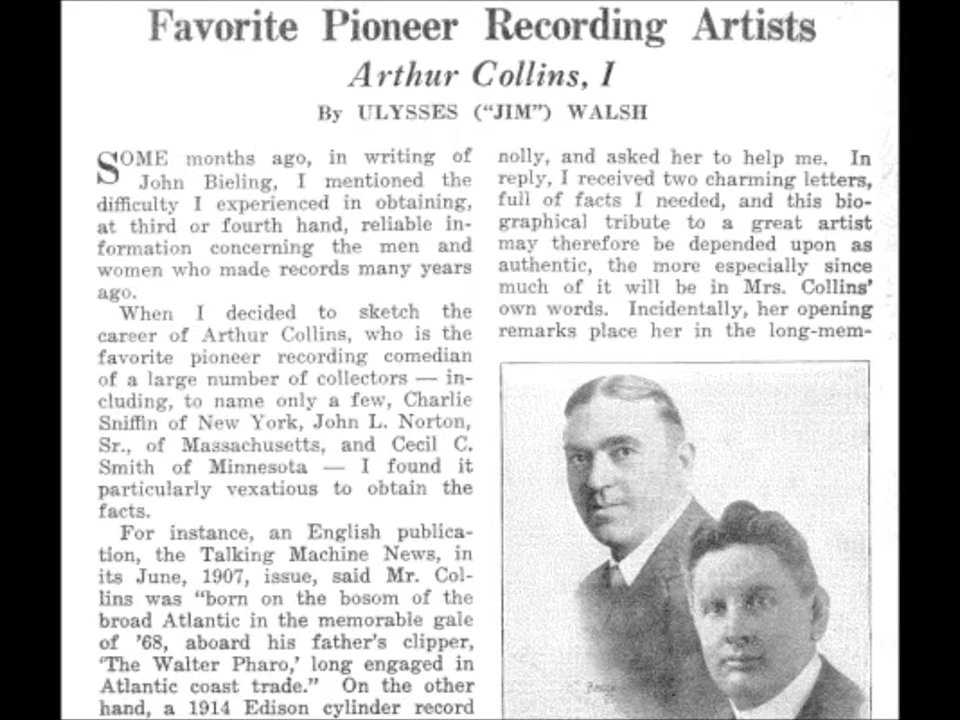 Favorite Pioneer Recording Artists
Arthur Collins, I
By ULYSSES ("JIM") WALSH
SOME months ago, in writing of
John Bieling, I mentioned the
difficulty I experienced in obtaining,
at third or fourth hand, reliable in-
formation concerning the men and
women who made records many years
ago.
When I decided to sketch the
career of Arthur Collins, who is the
favorite pioneer recording comedian
of a large number of collectors — in-
cluding, to name only a few, Charlie
Sniffin of New York, John L. Norton,
Sr., of Massachusetts, and Cecil C.
Smith of Minnesota — I found it
particularly vexatious to obtain the
facts.
For instance, an English publica-
tion, the Talking Machine News, in
its June, 1907, issue, said Mr. Col-
lins was "born on the bosom of the
broad Atlantic in the memorable gale
of '68, aboard his father's clipper,
'The Walter Pharo,' long engaged in
Atlantic coast trade." On the other
hand, a 1914 Edison cylinder record
nolly, and asked her to help me. In
reply, I received two charming letters,
full of facts I needed, and this bio-
graphical tribute to a great artist
may therefore be depended upon as
authentic, the more especially since
much of it will be in Mrs. Collins'
own words. Incidentally, her opening
remarks place her in the long-mem-